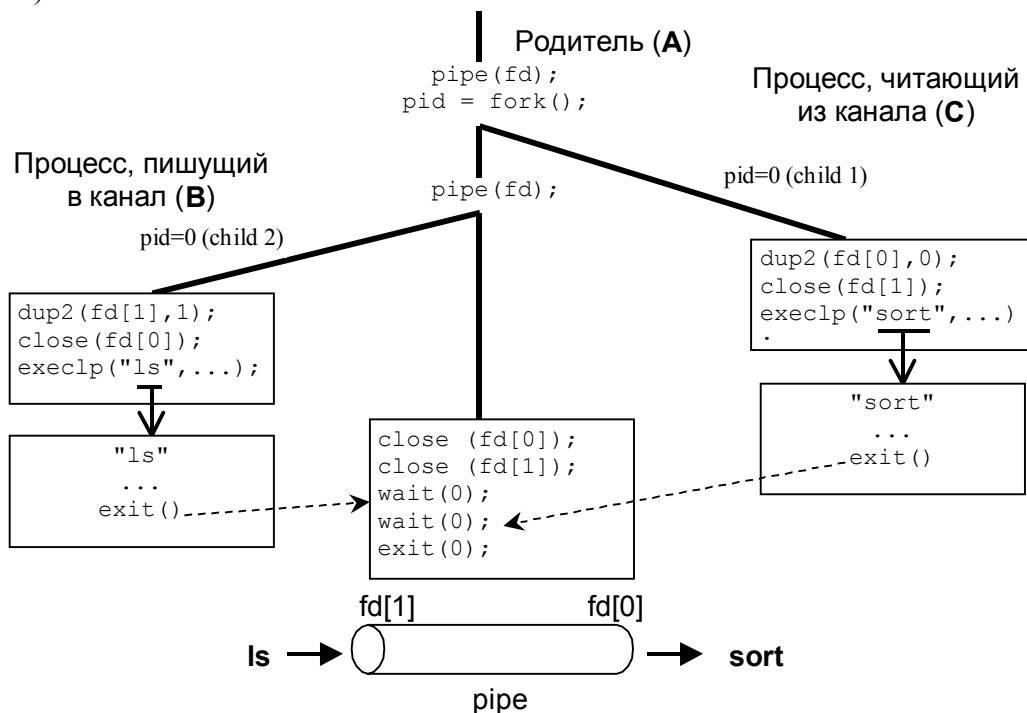 )
Родитель (A)
pipe(fd);
pid = fork();
Процесс, читающий
из канала (C)
Процесс, пишущий
в канал (B)
pipe(fd);
pid=0 (child 1)
pid=0 (child 2)
dup2(fd[0],0);
close(fd[1]);
execlp("sort",...)
.
dup2(fd[1],1);
close(fd[0]);
execlp("ls",...);
"sort"
...
exit()
"ls"
...
exit()
close (fd[0]);
close (fd[1]);
wait(0);
wait(0);
exit(0);
fd[1]
fd[0]
ls
sort
pipe